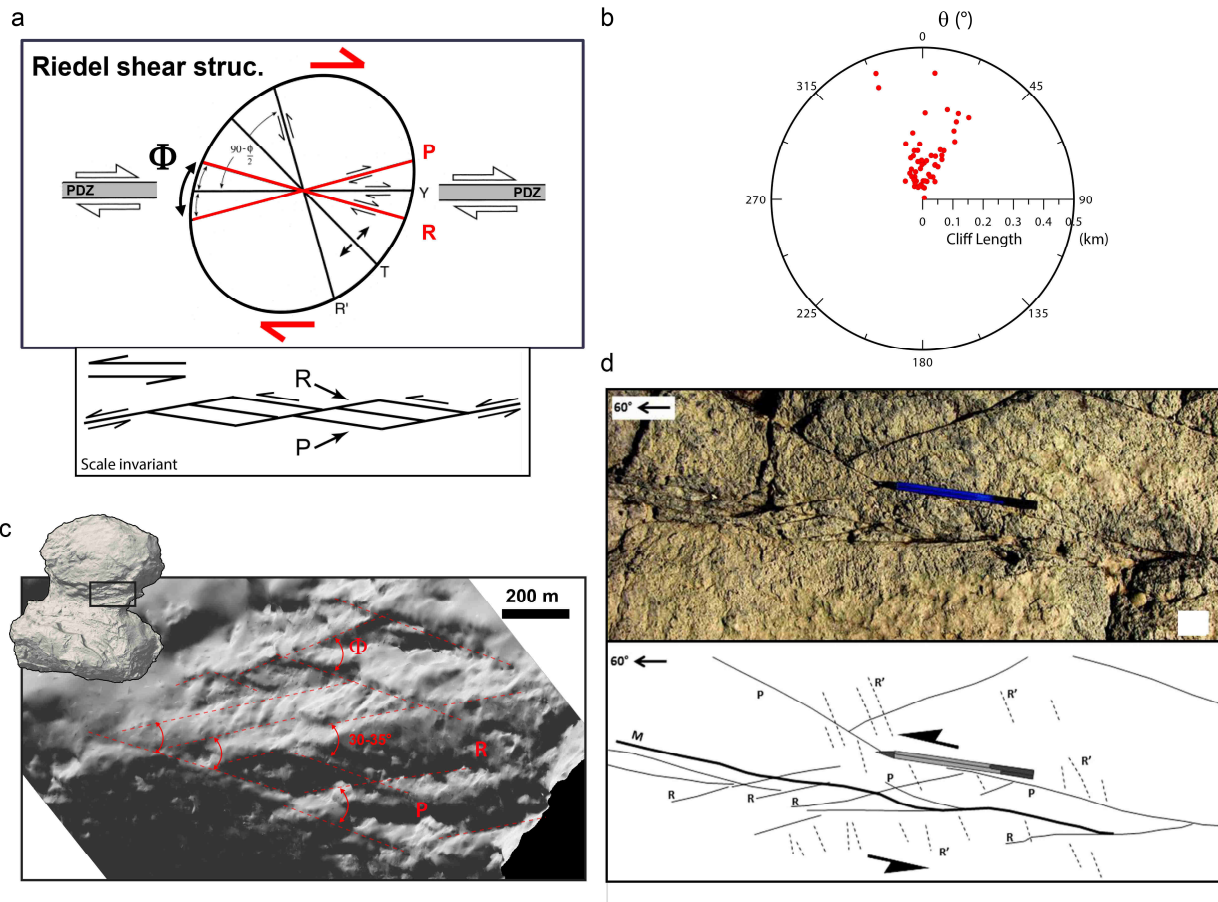 a
Riedel shear struc.
Φ
90-ϕ
2
PDZ
PDZ
P
Y
R
T
R'
R
P
Scale invariant
b
θ (°)
0
45
90
135
180
225
270
315
0 0.1 0.2 0.3 0.4 0.5
Cliff Length (km)
c
200 m
Φ
30-35°
R
P
d
60°
60°
P
R'
R'
M
R'
P
P
R
R
R
R
R'